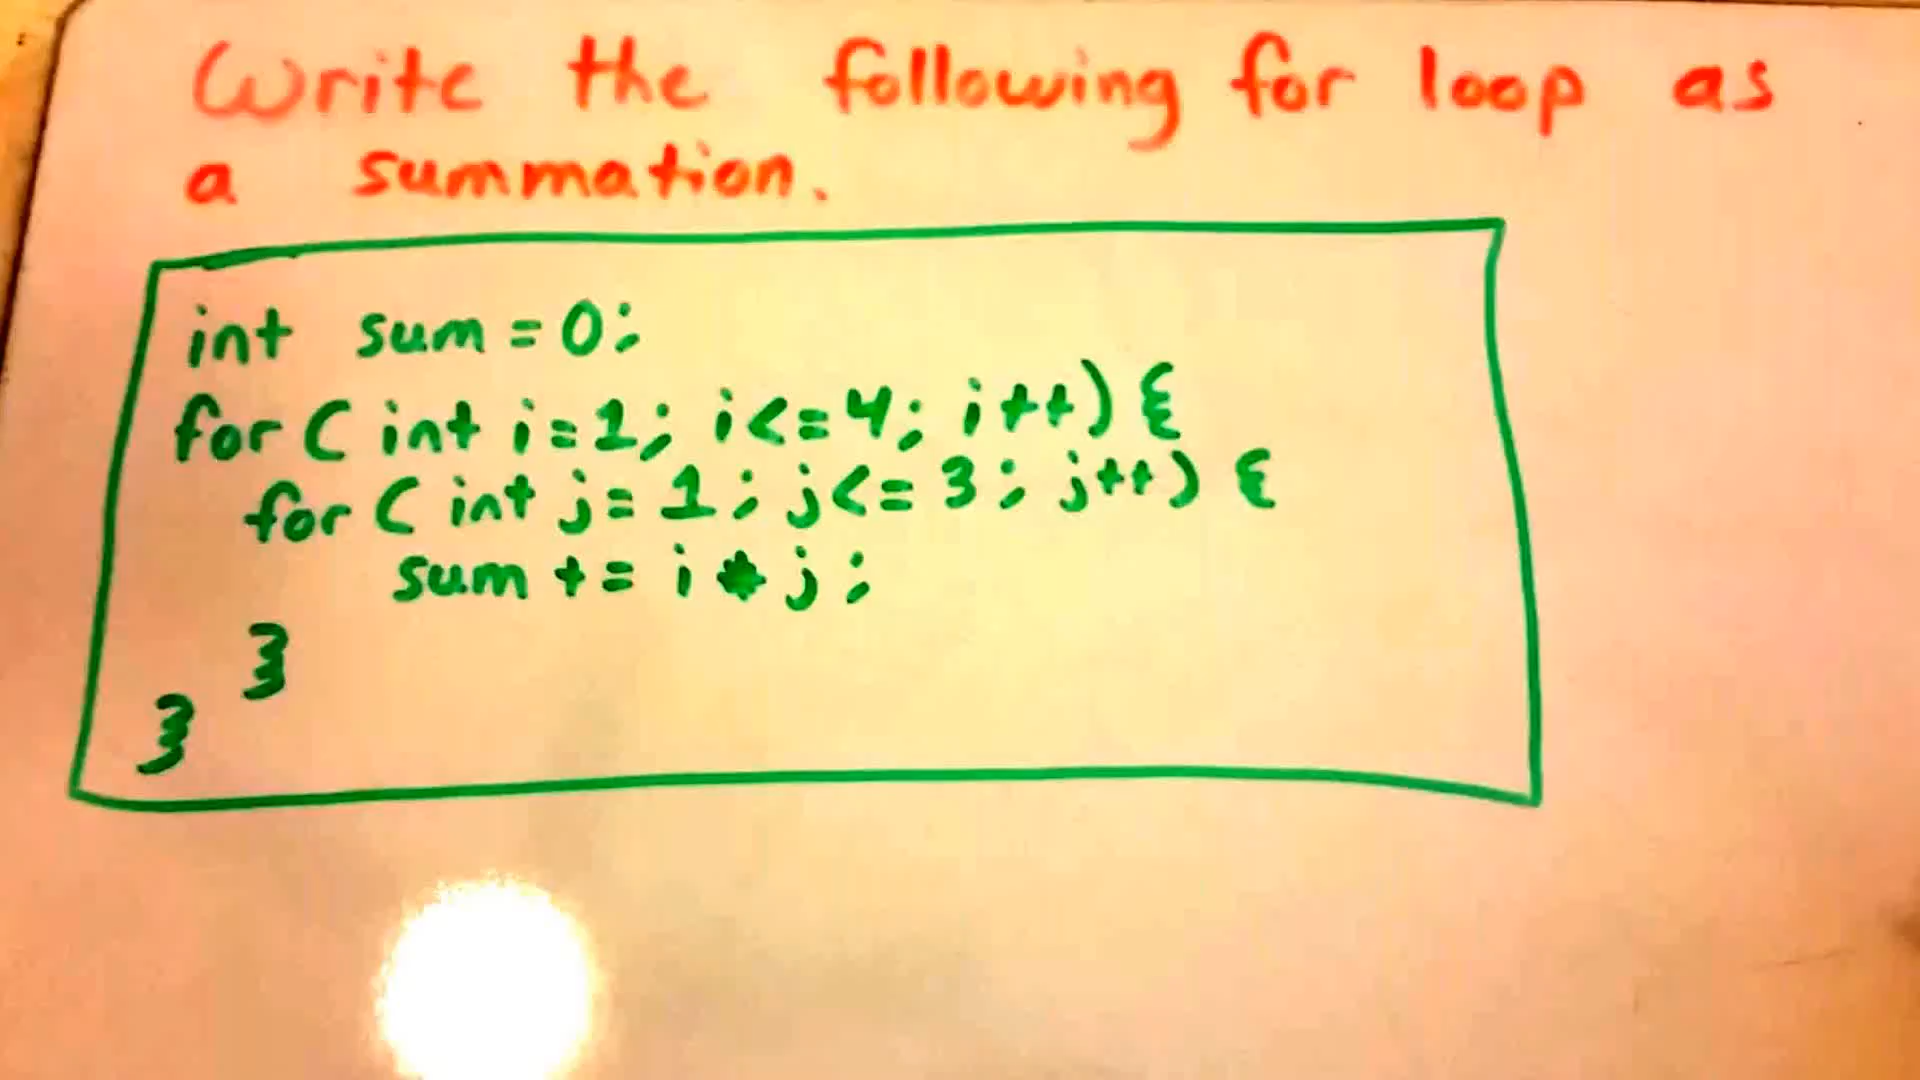 Write the following for loop as
a summation.
int sum = 0;
for ( int i = 1; i <= 4; i++) {
for ( int j = 1; j <= 3; j++) {
sum += i * j;
}
}